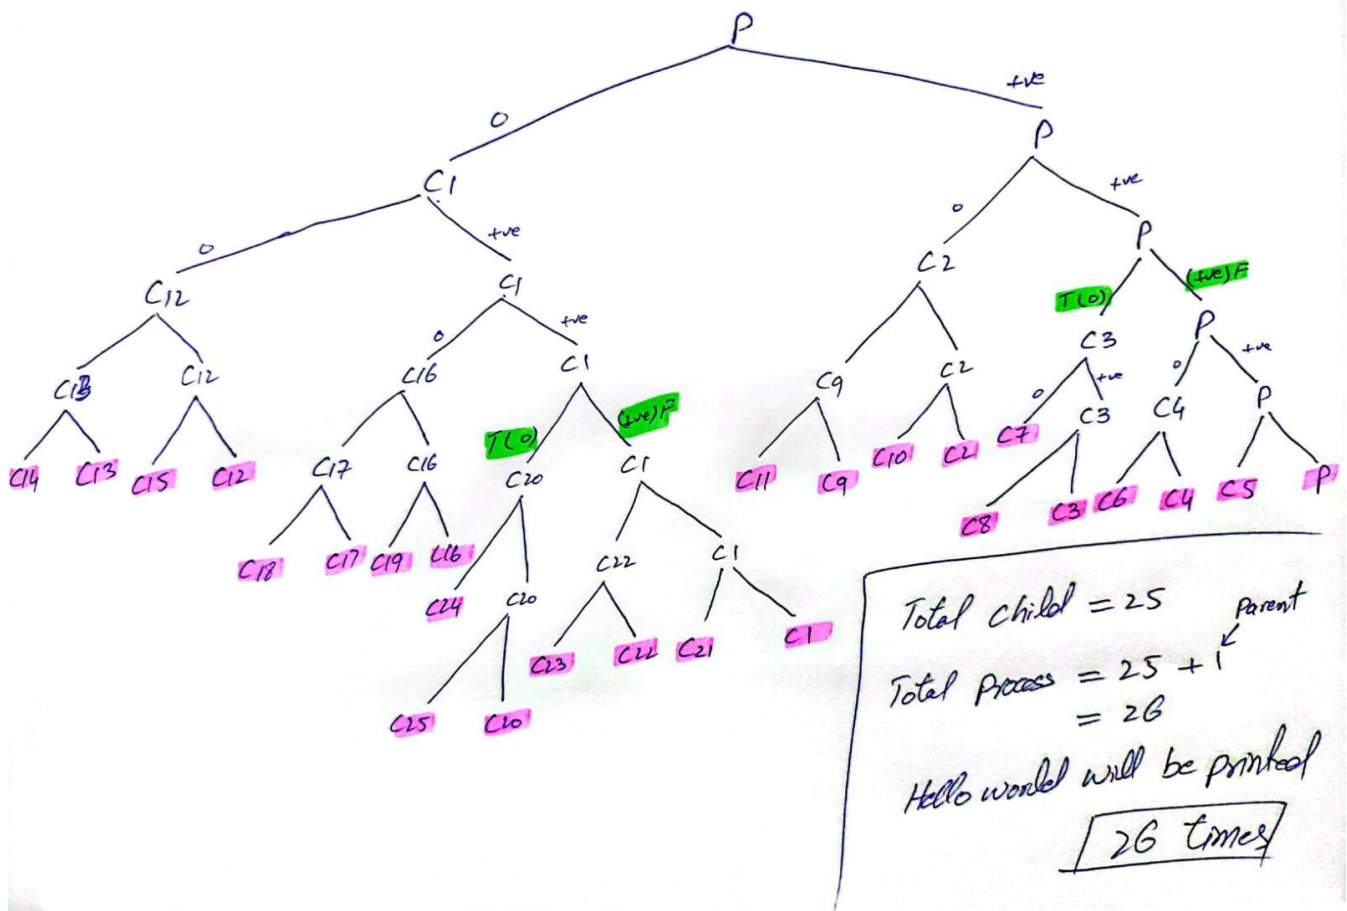 P
0 +ve
P
C1 +ve
0 +ve 0
P
C12 C1 C2 T(0) (+ve)F
0 +ve P
C13 C12 C16 C1 C9 C2 C3 0 +ve
0 +ve C4 P
T(0) (+ve)F C3
C14 C13 C15 C12 C17 C16 C20 C1 C11 C9 C10 C2 C7 C6 C4 C5 P
C8 C3
C18 C17 C19 C16 C22 C1
C24 C20
C23 C22 C21 C1
C25 C20
Total child = 25
Parent
Total Process = 25 + 1
= 26
Hello world will be printed
26 times